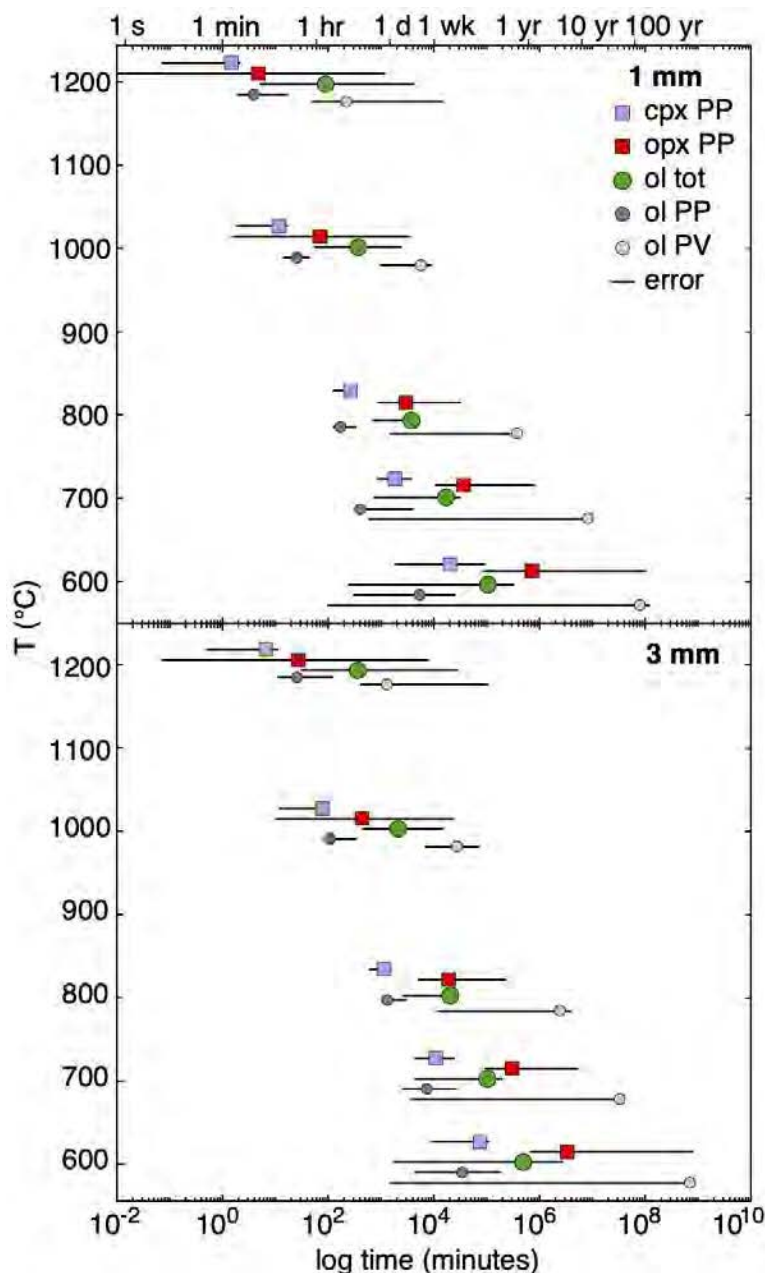 1 s 1 min 1 hr 1 d 1 wk 1 yr 10 yr 100 yr
1 mm
cpx PP
opx PP
ol tot
ol PP
ol PV
error
1200
1100
1000
900
800
700
600
T (°C)
3 mm
1200
1100
1000
900
800
700
600
10-2 100 102 104 106 108 1010
log time (minutes)